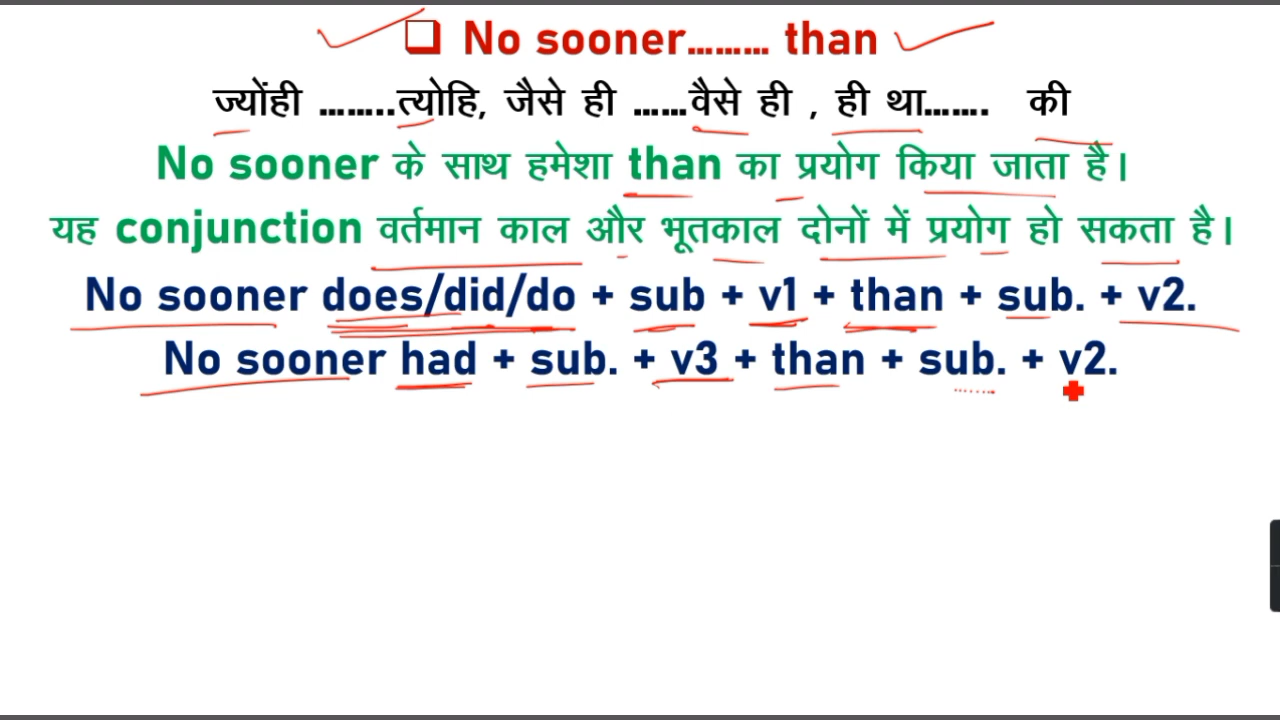 ❑ No sooner……… than
ज्योंही ……..त्योहि, जैसे ही ……वैसे ही , ही था……. की
No sooner के साथ हमेशा than का प्रयोग किया जाता है।
यह conjunction वर्तमान काल और भूतकाल दोनों में प्रयोग हो सकता है।
No sooner does/did/do + sub + v1 + than + sub. + v2.
No sooner had + sub. + v3 + than + sub. + v2.